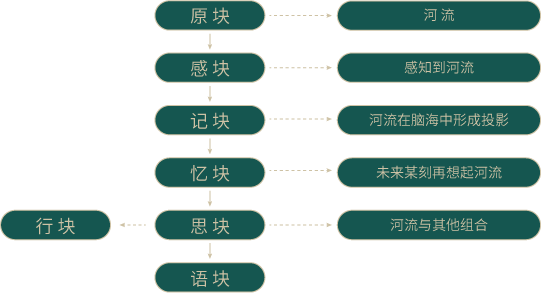 原块
河流
感块
感知到河流
记块
河流在脑海中形成投影
忆块
未来某刻再想起河流
行块
思块
河流与其他组合
语块